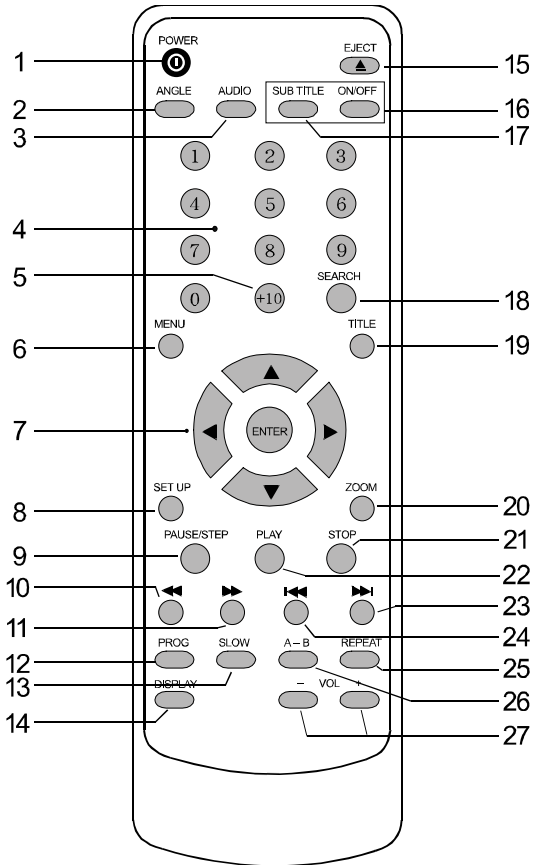 POWER
EJECT
1
15
ANGLE
AUDIO
SUB TITLE
ON/OFF
2
16
3
17
1
2
3
4
5
6
4
7
8
9
5
SEARCH
0
+10
18
MENU
TITLE
6
19
7
ENTER
SET UP
ZOOM
8
20
PAUSE/STEP
PLAY
STOP
9
21
22
10
23
11
24
PROG
SLOW
A – B
REPEAT
12
25
13
26
DISPLAY
– VOL +
14
27